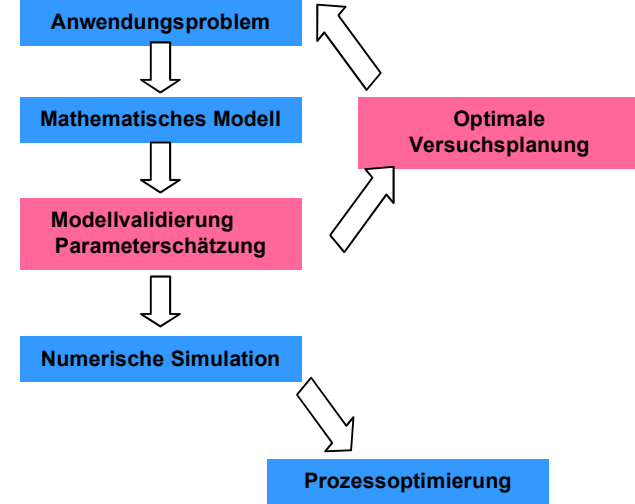 Anwendungsproblem
Mathematisches Modell
Optimale
Versuchsplanung
Modellvalidierung
Parameterschätzung
Numerische Simulation
Prozessoptimierung